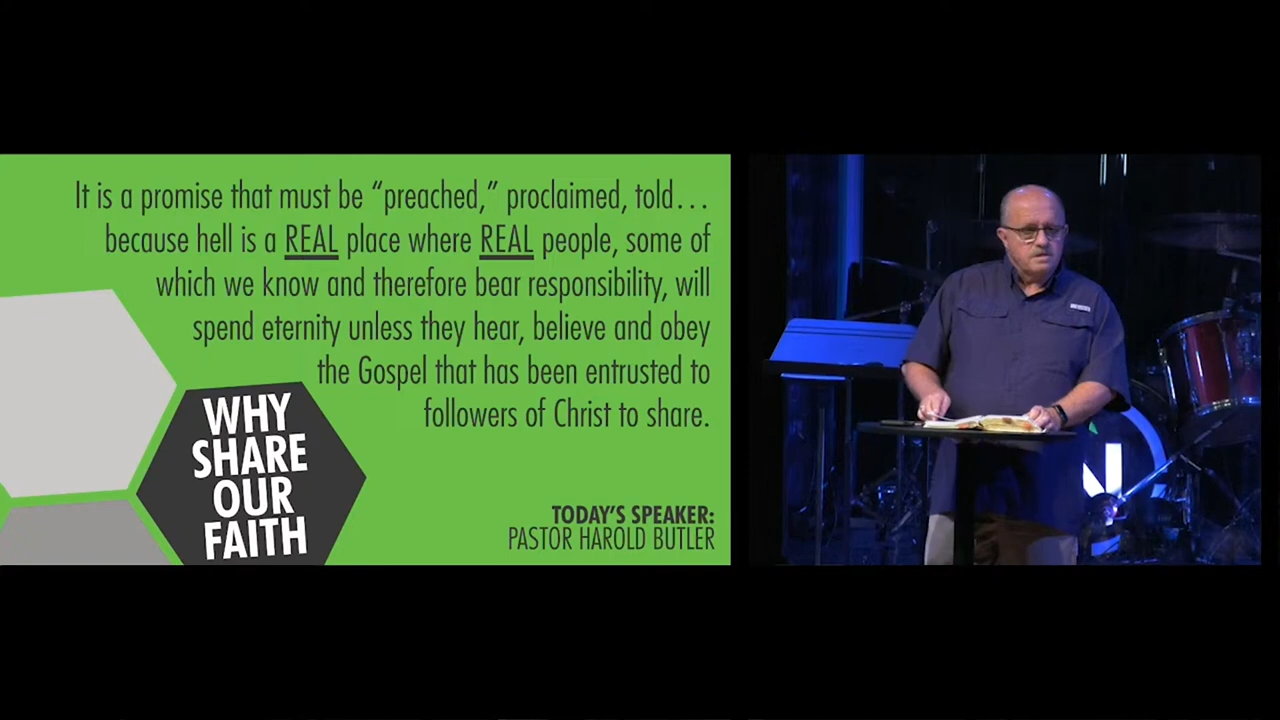 It is a promise that must be “preached,” proclaimed, told…
because hell is a REAL place where REAL people, some of
which we know and therefore bear responsibility, will
spend eternity unless they hear, believe and obey
the Gospel that has been entrusted to
followers of Christ to share.
WHY
SHARE
OUR
FAITH
TODAY’S SPEAKER:
PASTOR HAROLD BUTLER